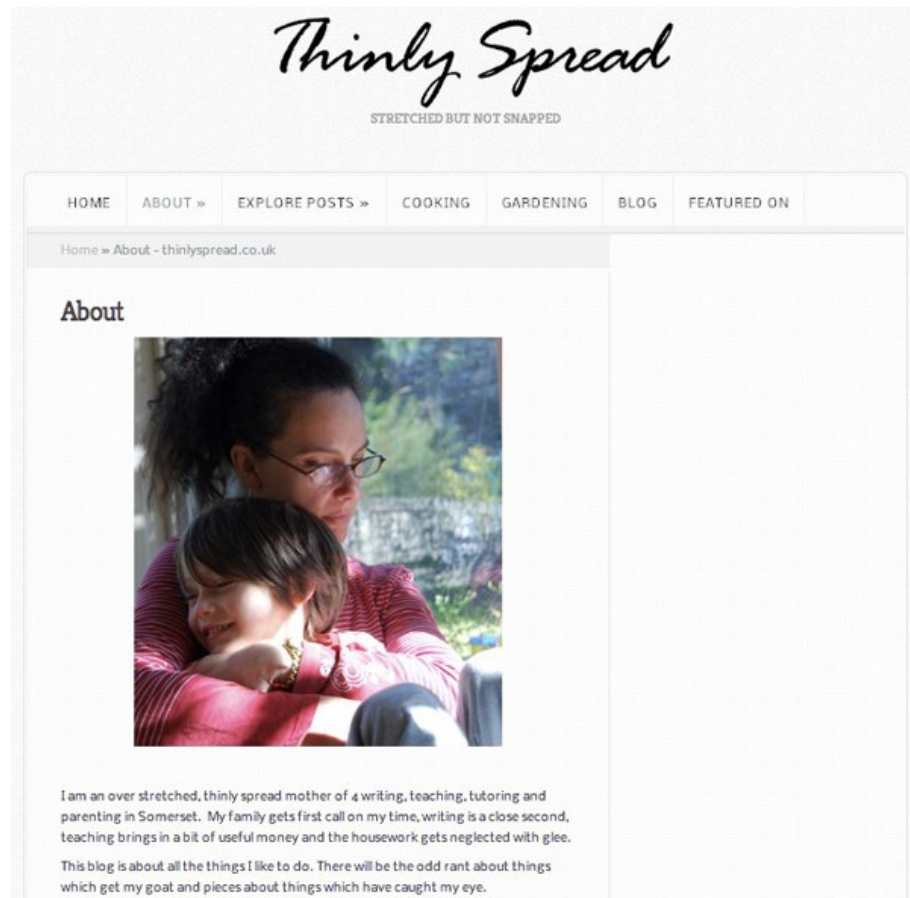 Thinly Spread
STRETCHED BUT NOT SNAPPED
HOME ABOUT » EXPLORE POSTS » COOKING GARDENING BLOG FEATURED ON
Home » About - thinlyspread.co.uk
About
I am an over stretched, thinly spread mother of 4 writing, teaching, tutoring and
parenting in Somerset. My family gets first call on my time, writing is a close second,
teaching brings in a bit of useful money and the housework gets neglected with glee.
This blog is about all the things I like to do. There will be the odd rant about things
which get my goat and pieces about things which have caught my eye.